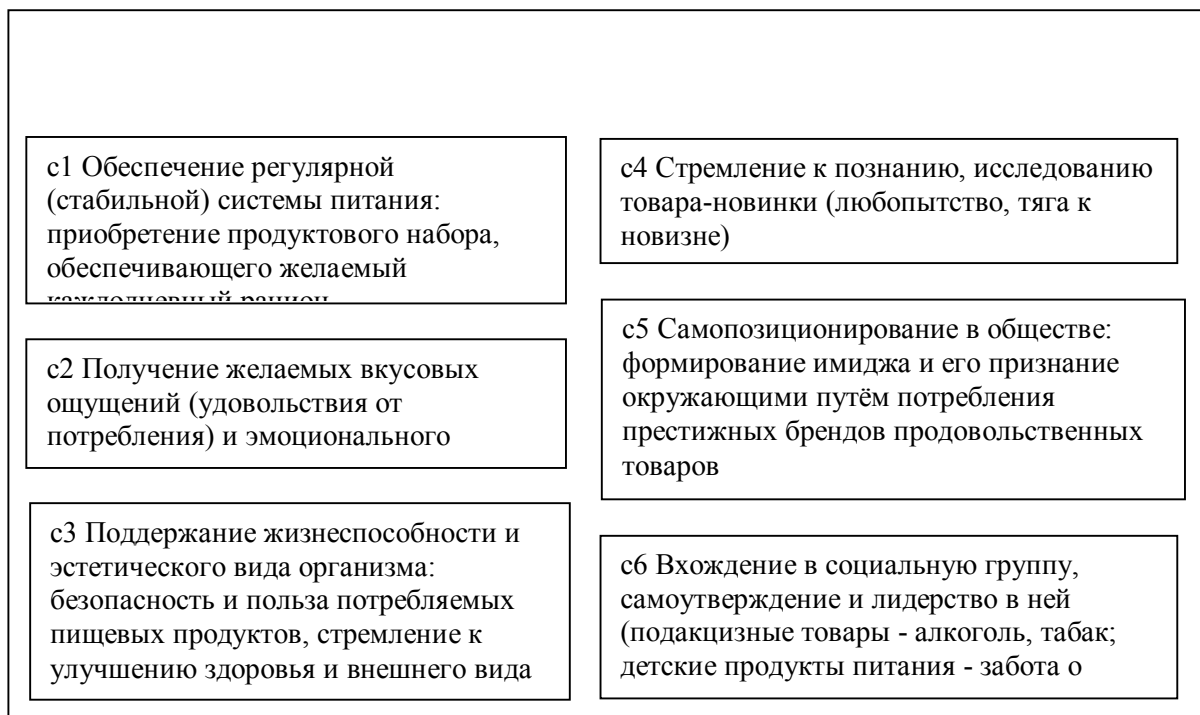 с1 Обеспечение регулярной
(стабильной) системы питания:
приобретение продуктового набора,
обеспечивающего желаемый
каждодневный рацион
с2 Получение желаемых вкусовых
ощущений (удовольствия от
потребления) и эмоционального
с3 Поддержание жизнеспособности и
эстетического вида организма:
безопасность и польза потребляемых
пищевых продуктов, стремление к
улучшению здоровья и внешнего вида
с4 Стремление к познанию, исследованию
товара-новинки (любопытство, тяга к
новизне)
с5 Самопозиционирование в обществе:
формирование имиджа и его признание
окружающими путём потребления
престижных брендов продовольственных
товаров
с6 Вхождение в социальную группу,
самоутверждение и лидерство в ней
(подакцизные товары - алкоголь, табак;
детские продукты питания - забота о